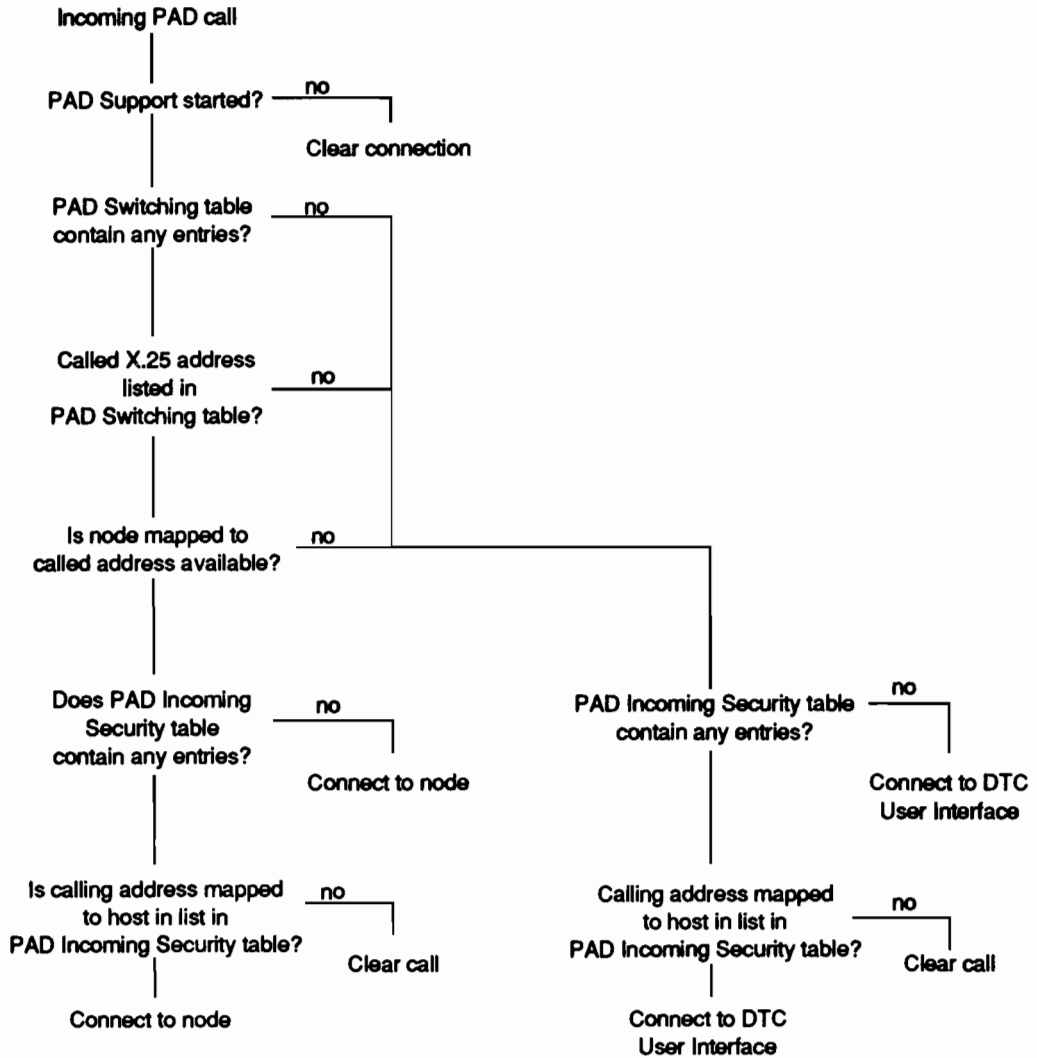 Incoming PAD call
PAD Support started?
no
Clear connection
PAD Switching table
contain any entries?
no
Called X.25 address
listed in
PAD Switching table?
no
Is node mapped to
called address available?
no
Does PAD Incoming
Security table
contain any entries?
no
Connect to node
PAD Incoming Security table
contain any entries?
no
Connect to DTC
User Interface
Is calling address mapped
to host in list in
PAD Incoming Security table?
no
Clear call
Connect to node
Calling address mapped
to host in list in
PAD Incoming Security table?
no
Clear call
Connect to DTC
User Interface